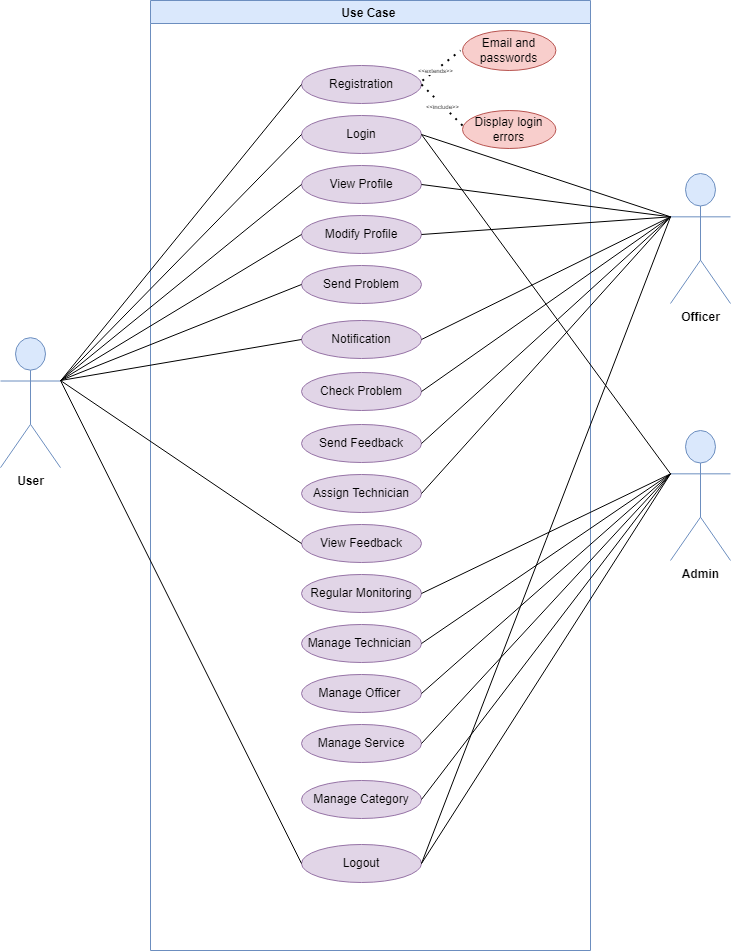 Use Case
Email and
passwords
<<extends>>
Registration
<<include>>
Display login
errors
Login
View Profile
Modify Profile
Send Problem
Officer
Notification
Check Problem
Send Feedback
User
Assign Technician
View Feedback
Admin
Regular Monitoring
Manage Technician
Manage Officer
Manage Service
Manage Category
Logout